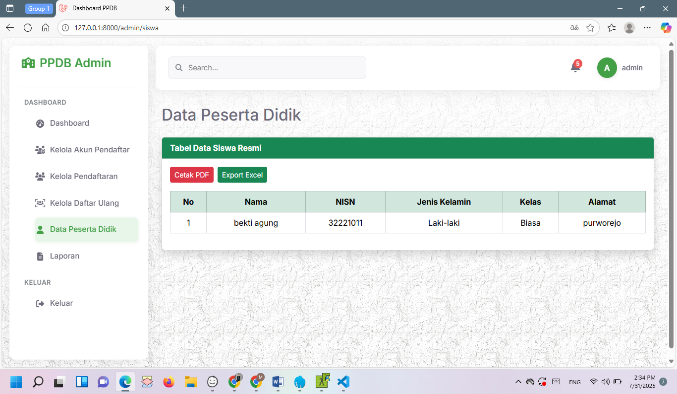 Group 1
Dashboard PPDB
127.0.0.1:8000/admin/siswa
PPDB Admin
Search...
5
A
admin
DASHBOARD
Dashboard
Kelola Akun Pendaftar
Kelola Pendaftaran
Kelola Daftar Ulang
Data Peserta Didik
Laporan
KELUAR
Keluar
Data Peserta Didik
Tabel Data Siswa Resmi
Cetak PDF
Export Excel
No Nama NISN Jenis Kelamin Kelas Alamat
1 bekti agung 32221011 Laki-laki Biasa purworejo
ENG
2:34 PM
7/31/2025